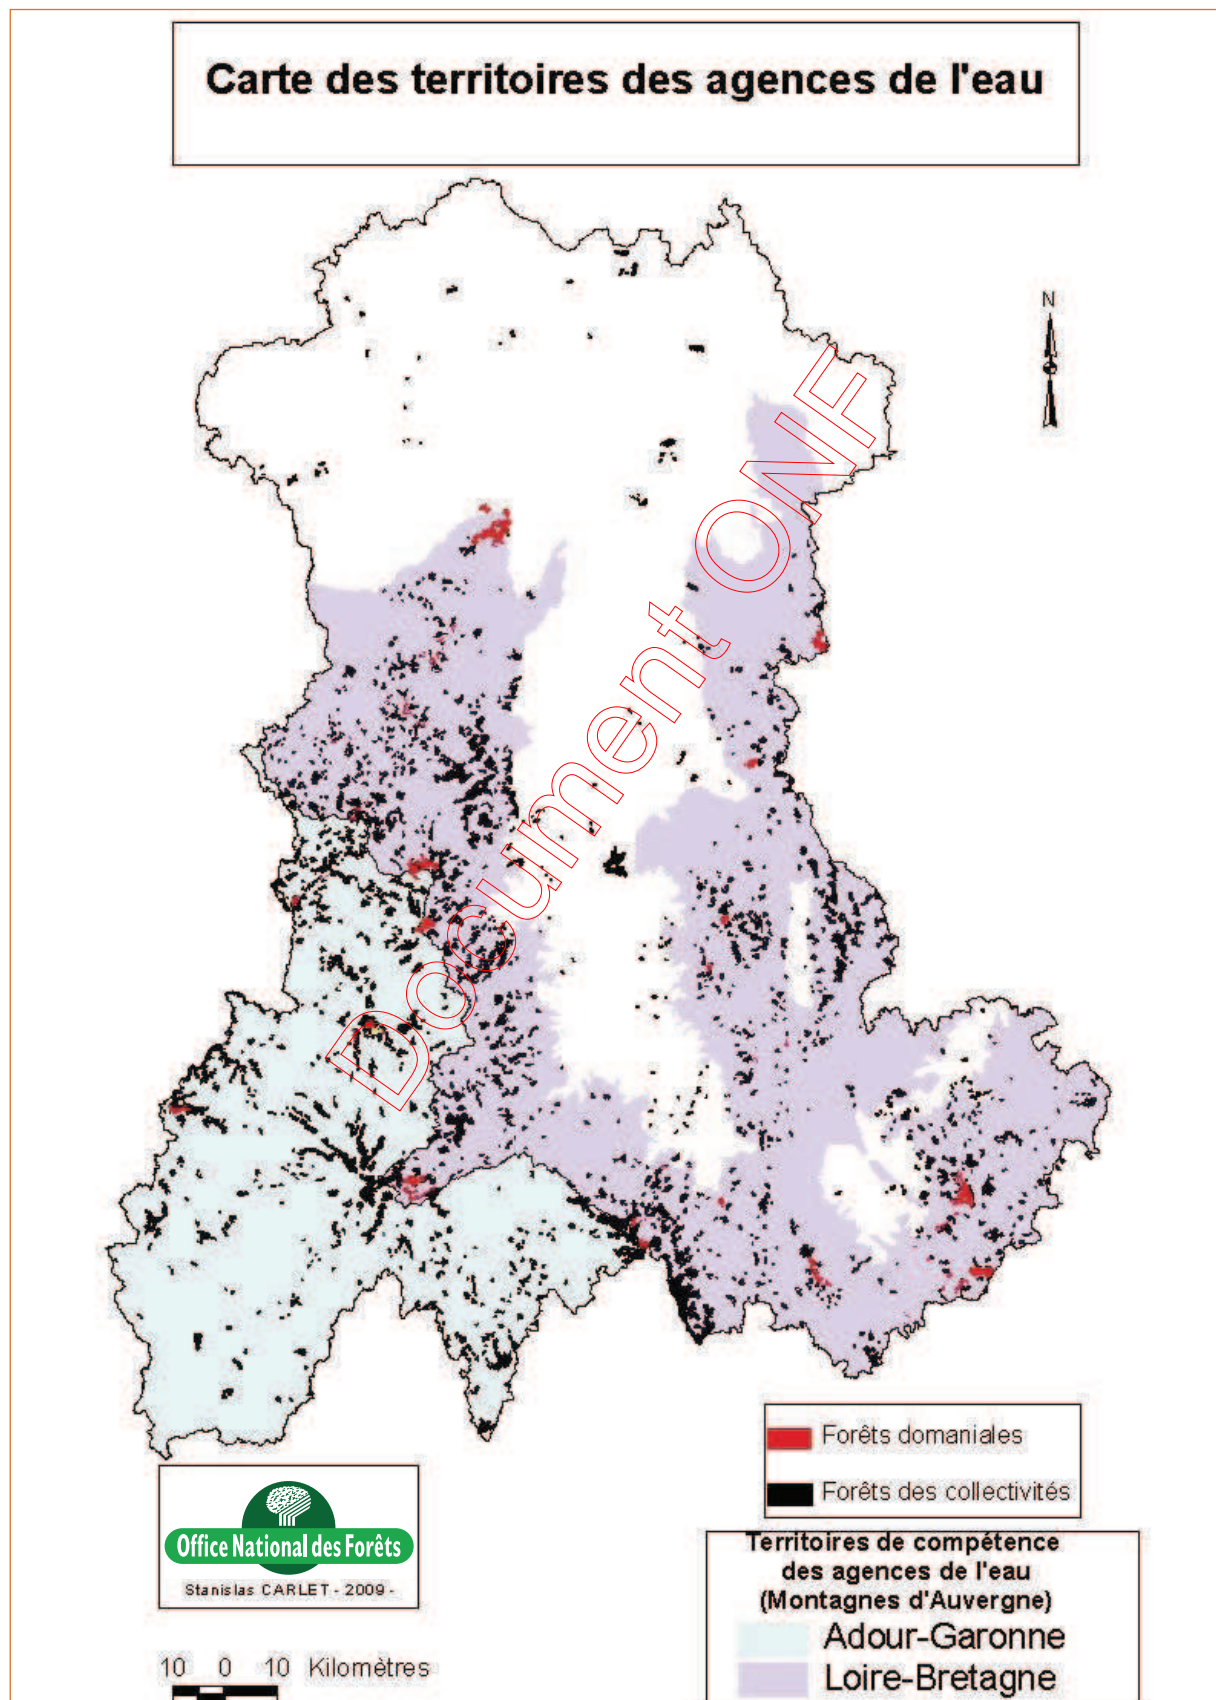 Carte des territoires des agences de l'eau
N
Document ONF
Forêts domaniales
Forêts des collectivités
Office National des Forêts
Stanislas CARLET - 2009 -
Territoires de compétence
des agences de l'eau
(Montagnes d'Auvergne)
Adour-Garonne
Loire-Bretagne
10 0 10 Kilomètres